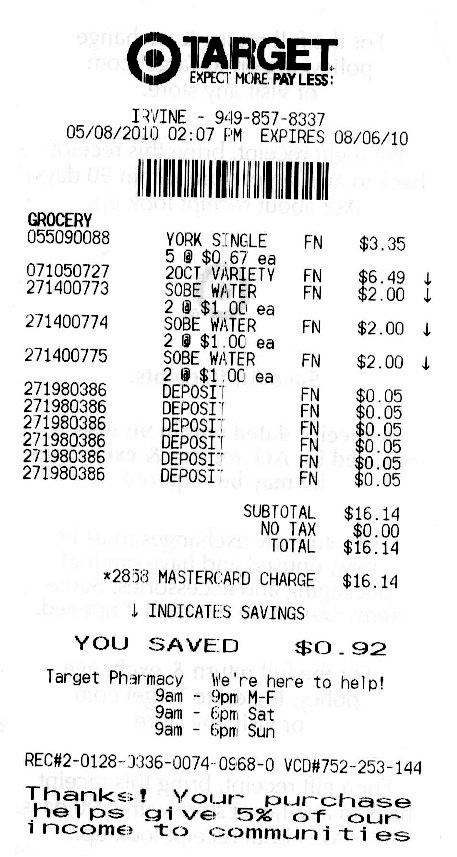 TARGET
EXPECT MORE. PAY LESS.
IRVINE - 949-857-8337
05/08/2010 02:07 PM EXPIRES 08/06/10
GROCERY
055090088 YORK SINGLE FN $3.35
5 @ $0.67 ea
071050727 20CT VARIETY FN $6.49 ↓
271400773 SOBE WATER FN $2.00 ↓
2 @ $1.00 ea
271400774 SOBE WATER FN $2.00 ↓
2 @ $1.00 ea
271400775 SOBE WATER FN $2.00 ↓
2 @ $1.00 ea
271980386 DEPOSIT FN $0.05
271980386 DEPOSIT FN $0.05
271980386 DEPOSIT FN $0.05
271980386 DEPOSIT FN $0.05
271980386 DEPOSIT FN $0.05
271980386 DEPOSIT FN $0.05
SUBTOTAL $16.14
NO TAX $0.00
TOTAL $16.14
*2858 MASTERCARD CHARGE $16.14
↓ INDICATES SAVINGS
YOU SAVED $0.92
Target Pharmacy We're here to help!
9am - 9pm M-F
9am - 6pm Sat
9am - 6pm Sun
REC#2-0128-0336-0074-0968-0 VCD#752-253-144
Thanks! Your purchase
helps give 5% of our
income to communities